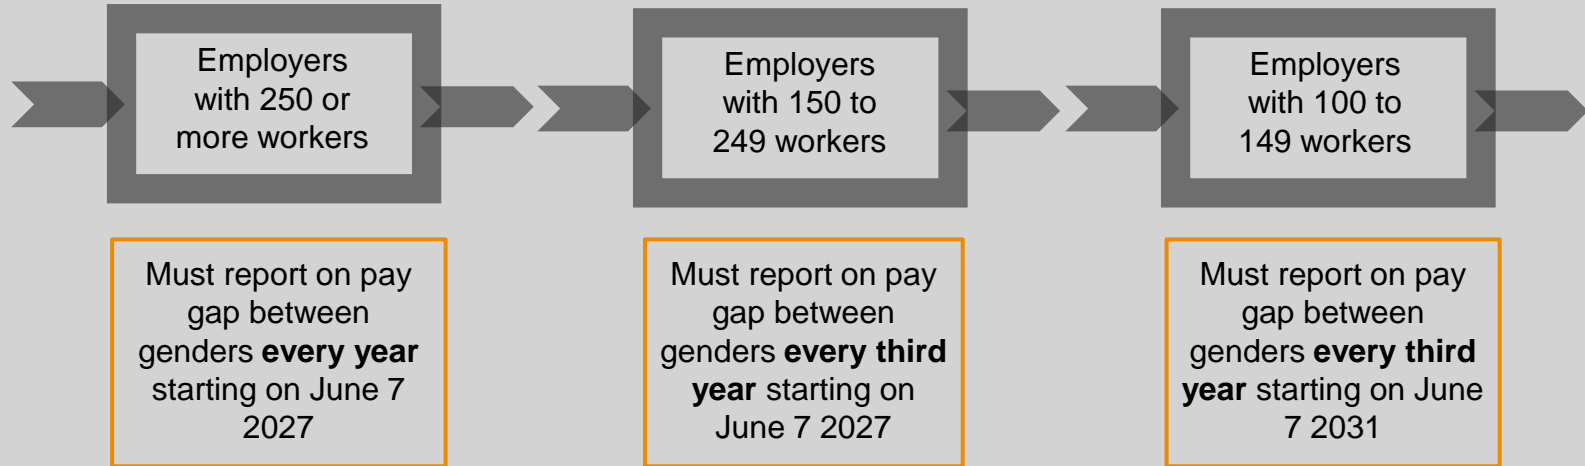 Employers
with 250 or
more workers
Employers
with 150 to
249 workers
Employers
with 100 to
149 workers
Must report on pay
gap between
genders every year
starting on June 7
2027
Must report on pay
gap between
genders every third
year starting on
June 7 2027
Must report on pay
gap between
genders every third
year starting on June
7 2031